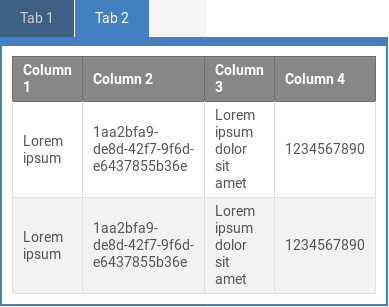 Tab 1 Tab 2
Column 1 Column 2 Column 3 Column 4
Lorem ipsum
1aa2bfa9-
de8d-42f7-9f6d-
e6437855b36e
Lorem
ipsum
dolor
sit
amet
1234567890
Lorem ipsum
1aa2bfa9-
de8d-42f7-9f6d-
e6437855b36e
Lorem
ipsum
dolor
sit
amet
1234567890